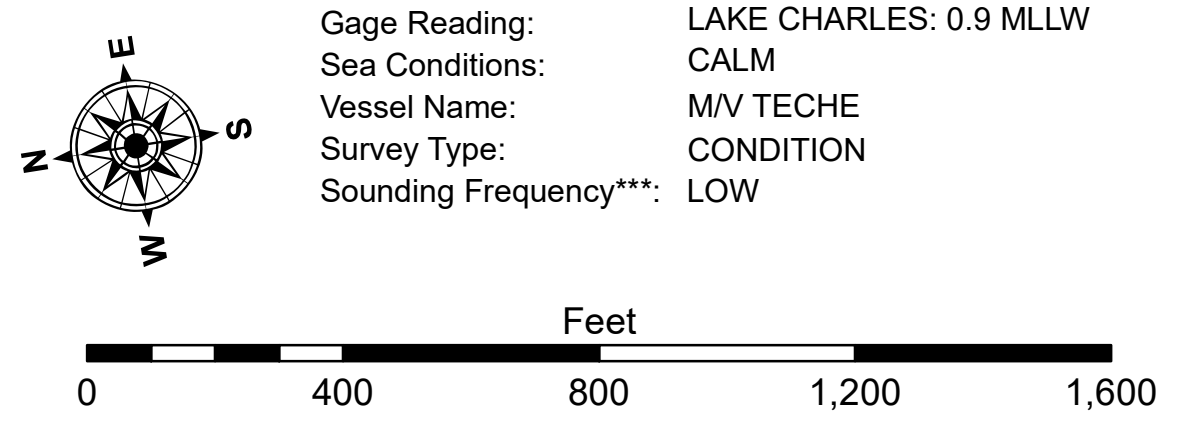 Gage Reading: LAKE CHARLES: 0.9 MLLW
Sea Conditions: CALM
Vessel Name: M/V TECHE
Survey Type: CONDITION
Sounding Frequency***: LOW
E
S
N
W
Feet
0 400 800 1,200 1,600